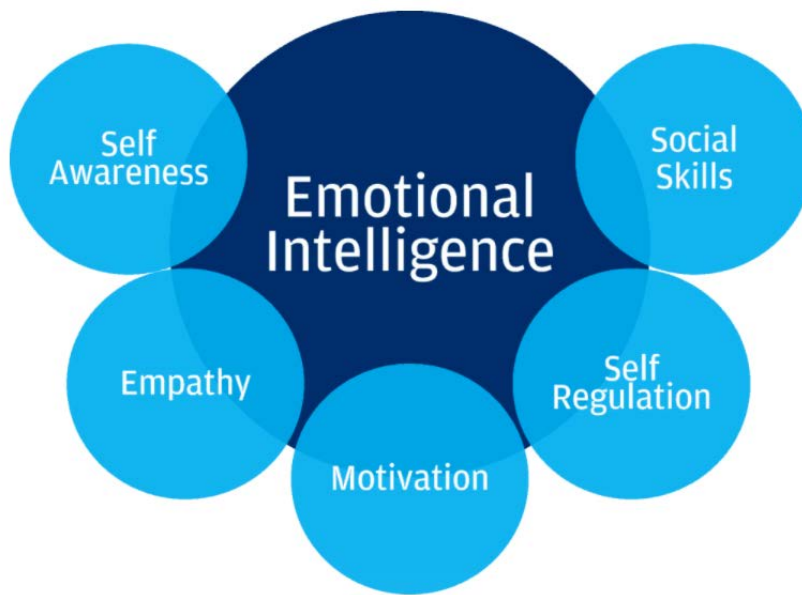 Self
Awareness
Emotional
Intelligence
Social
Skills
Empathy
Motivation
Self
Regulation